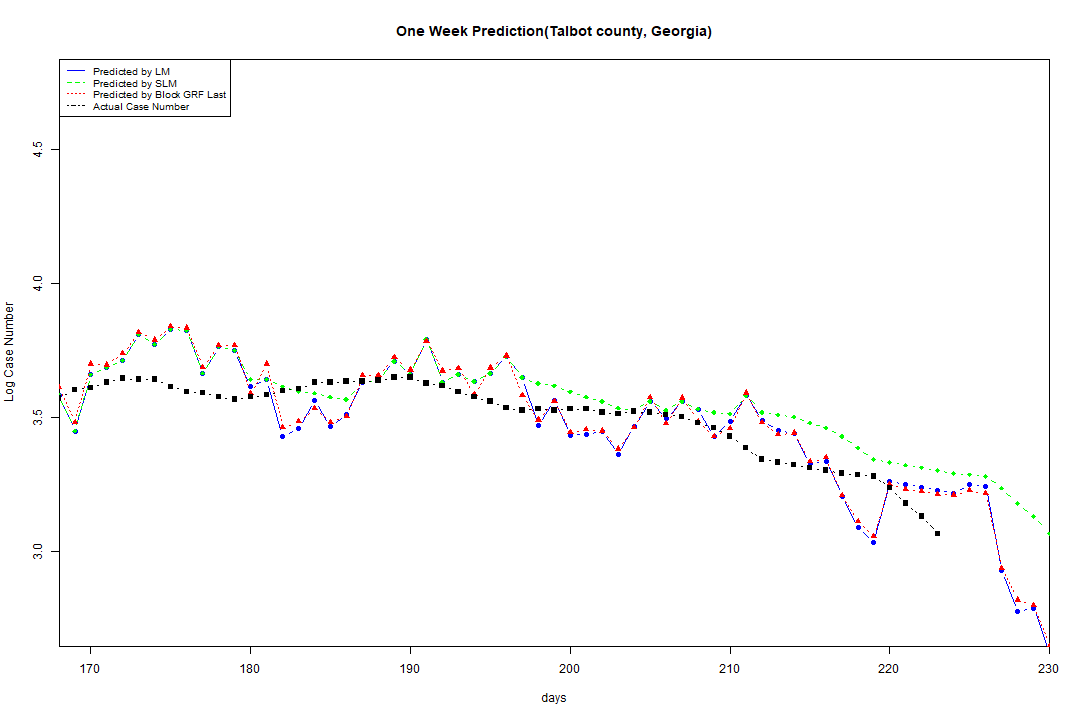 One Week Prediction(Talbot county, Georgia)
Predicted by LM
Predicted by SLM
Predicted by Block GRF Last
Actual Case Number
Log Case Number
4.5
4.0
3.5
3.0
170 180 190 200 210 220 230
days